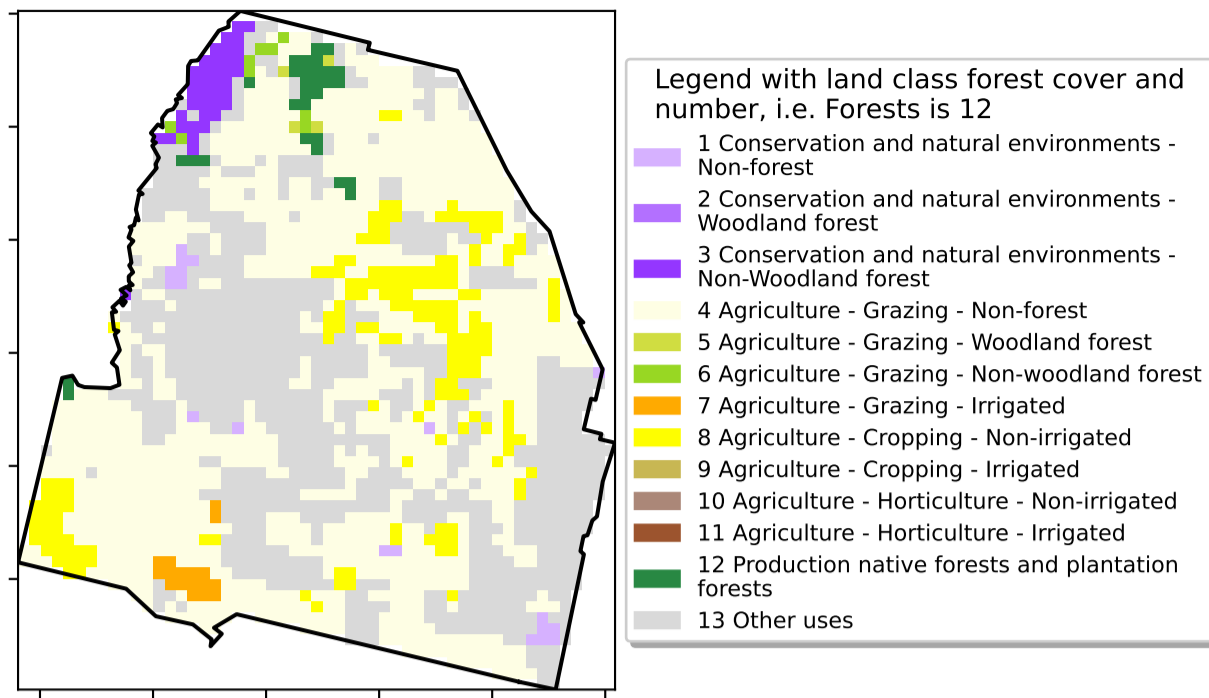 Legend with land class forest cover and
number, i.e. Forests is 12
1 Conservation and natural environments -
Non-forest
2 Conservation and natural environments -
Woodland forest
3 Conservation and natural environments -
Non-Woodland forest
4 Agriculture - Grazing - Non-forest
5 Agriculture - Grazing - Woodland forest
6 Agriculture - Grazing - Non-woodland forest
7 Agriculture - Grazing - Irrigated
8 Agriculture - Cropping - Non-irrigated
9 Agriculture - Cropping - Irrigated
10 Agriculture - Horticulture - Non-irrigated
11 Agriculture - Horticulture - Irrigated
12 Production native forests and plantation
forests
13 Other uses